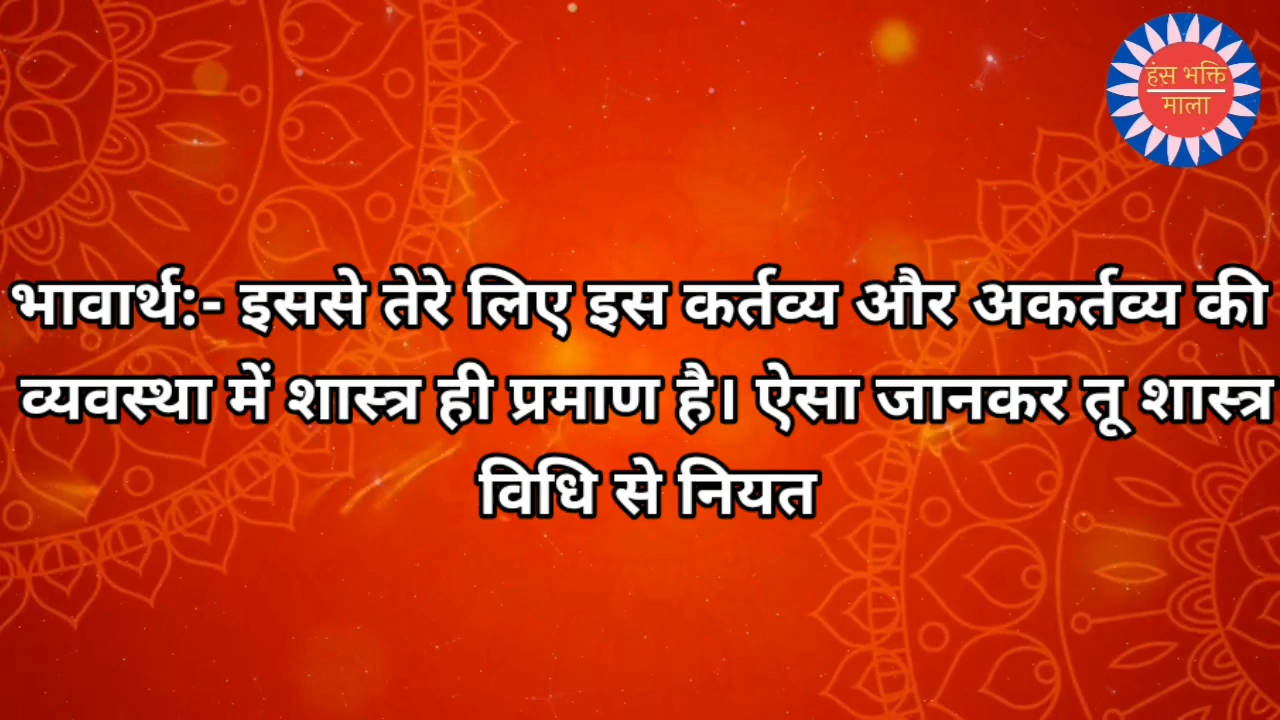 हंस भक्ति
माला
भावार्थ:- इससे तेरे लिए इस कर्तव्य और अकर्तव्य की
व्यवस्था में शास्त्र ही प्रमाण है। ऐसा जानकर तू शास्त्र
विधि से नियत